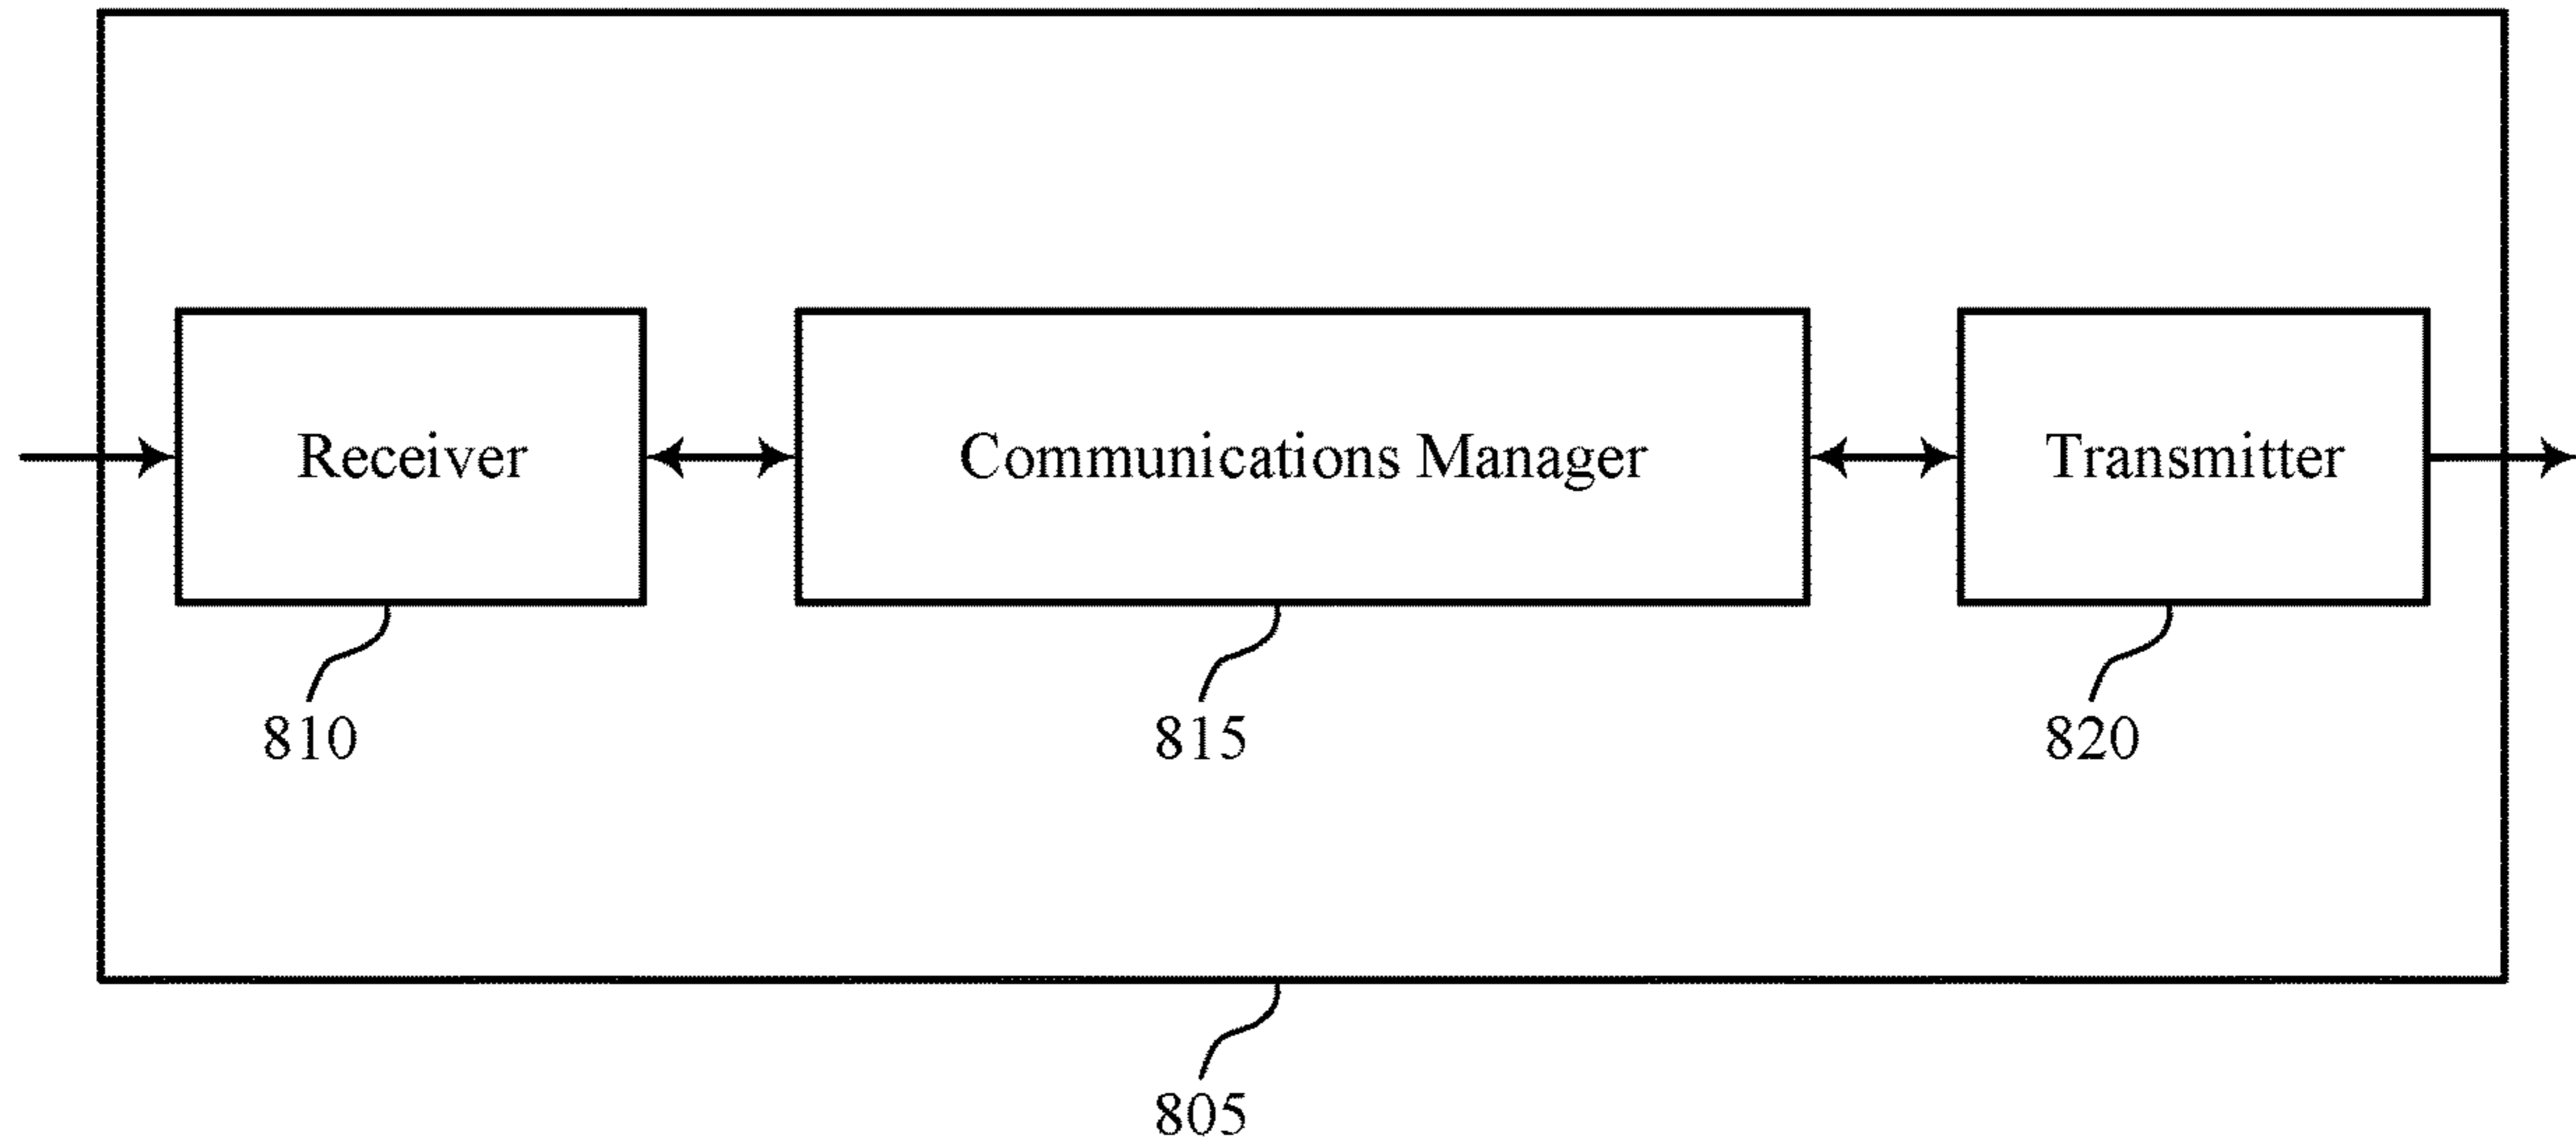 Receiver
Communications Manager
Transmitter
810
815
820
805